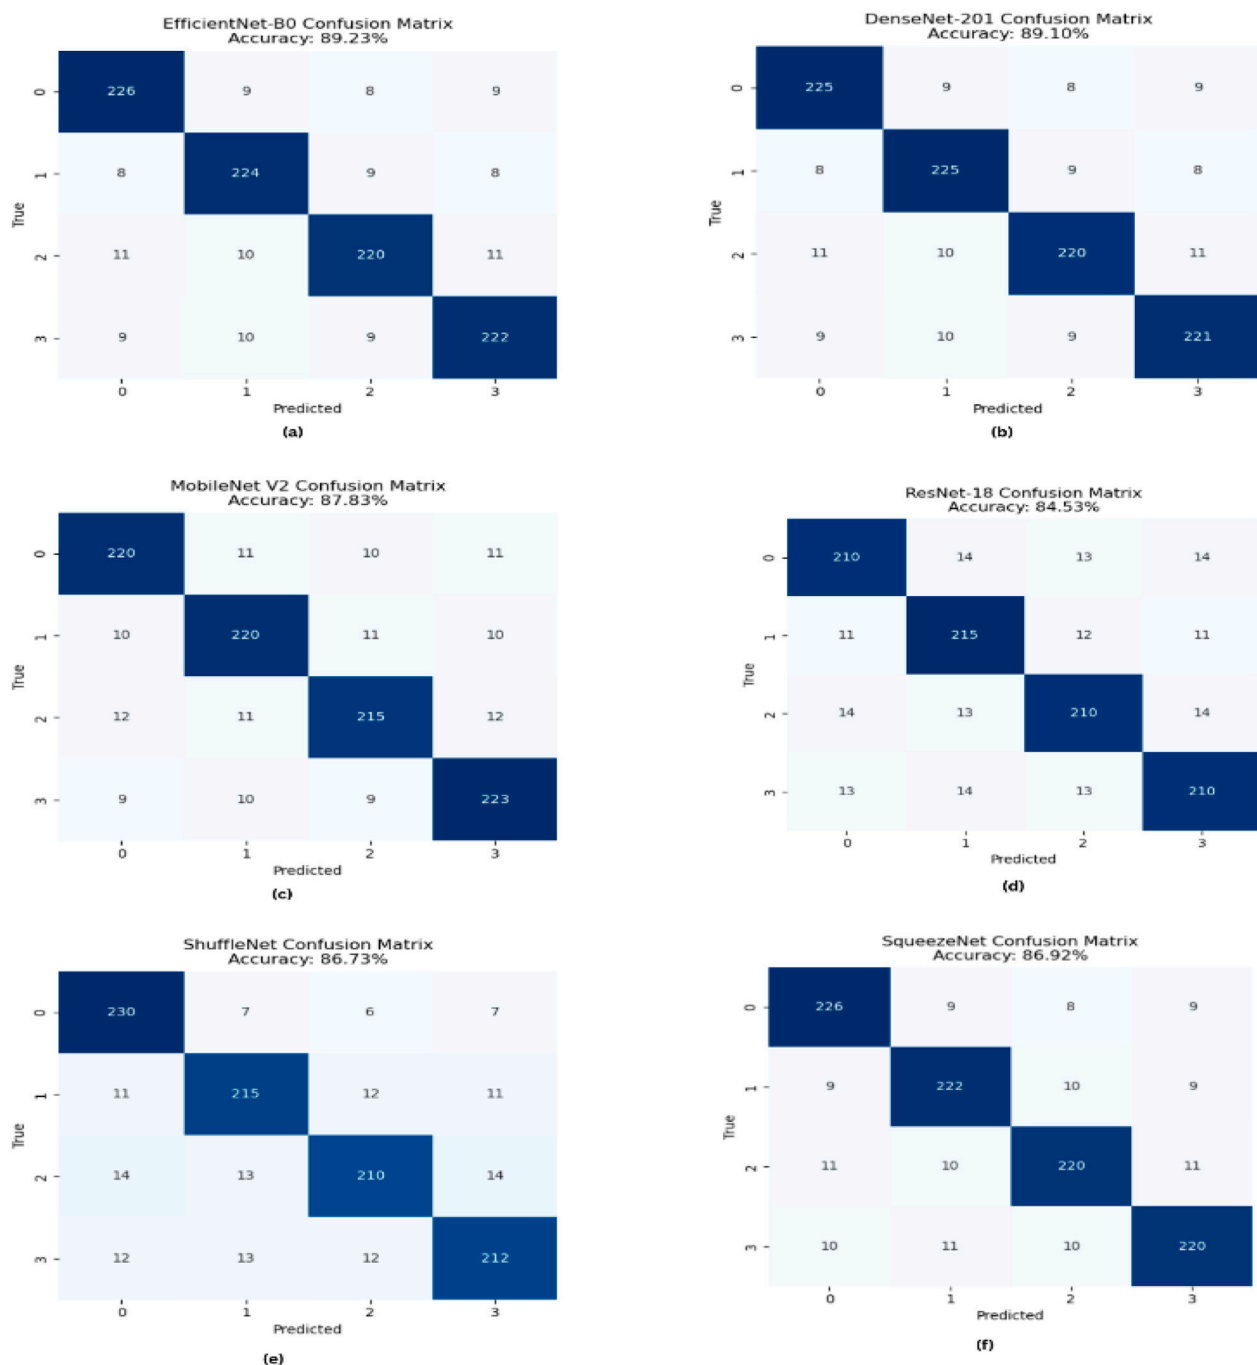 EfficientNet-B0 Confusion Matrix
Accuracy: 89.23%
0 226 9 8 9
1 8 224 9 8
True
2 11 10 220 11
3 9 10 9 222
0 1 2 3
Predicted
(a)
DenseNet-201 Confusion Matrix
Accuracy: 89.10%
0 225 9 8 9
1 8 225 9 8
True
2 11 10 220 11
3 9 10 9 221
0 1 2 3
Predicted
(b)
MobileNet V2 Confusion Matrix
Accuracy: 87.83%
0 220 11 10 11
1 10 220 11 10
True
2 12 11 215 12
3 9 10 9 223
0 1 2 3
Predicted
(c)
ResNet-18 Confusion Matrix
Accuracy: 84.53%
0 210 14 13 14
1 11 215 12 11
True
2 14 13 210 14
3 13 14 13 210
0 1 2 3
Predicted
(d)
ShuffleNet Confusion Matrix
Accuracy: 86.73%
0 230 7 6 7
1 11 215 12 11
True
2 14 13 210 14
3 12 13 12 212
0 1 2 3
Predicted
(e)
SqueezeNet Confusion Matrix
Accuracy: 86.92%
0 226 9 8 9
1 9 222 10 9
True
2 11 10 220 11
3 10 11 10 220
0 1 2 3
Predicted
(f)